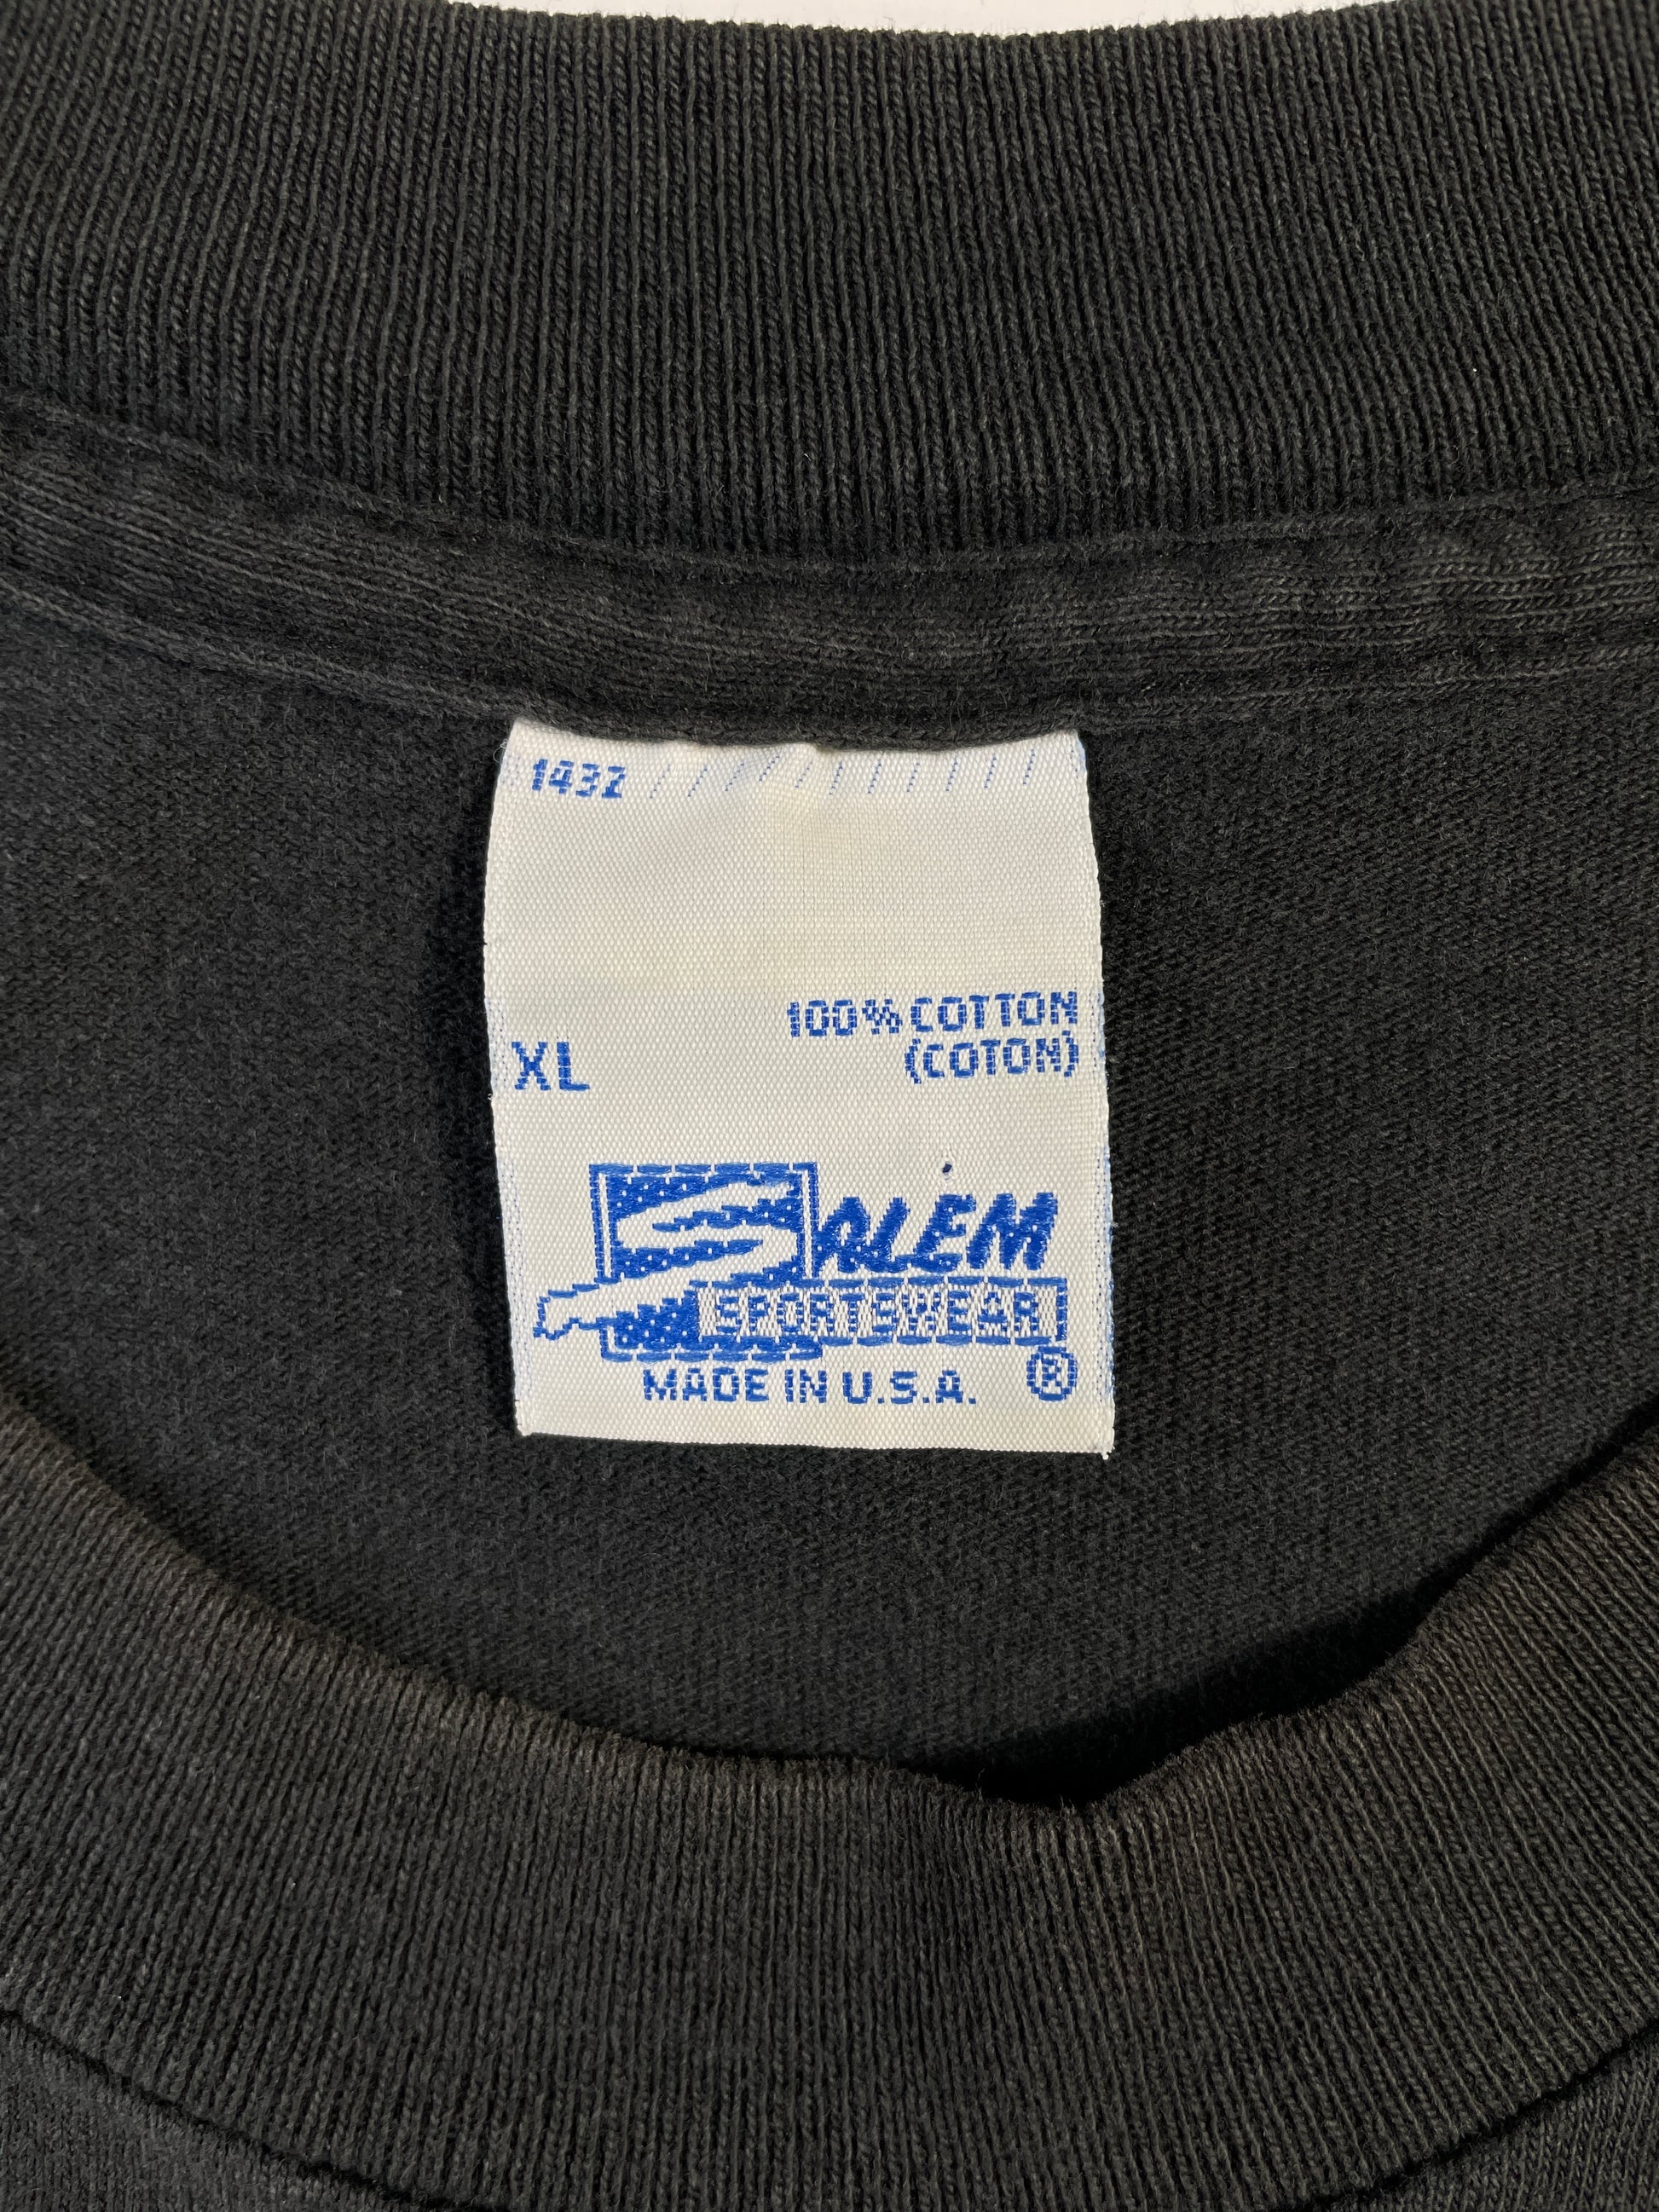 1432
100% COTTON
(COTON)
XL
SALEM
SPORTSWEAR
MADE IN U.S.A. ®